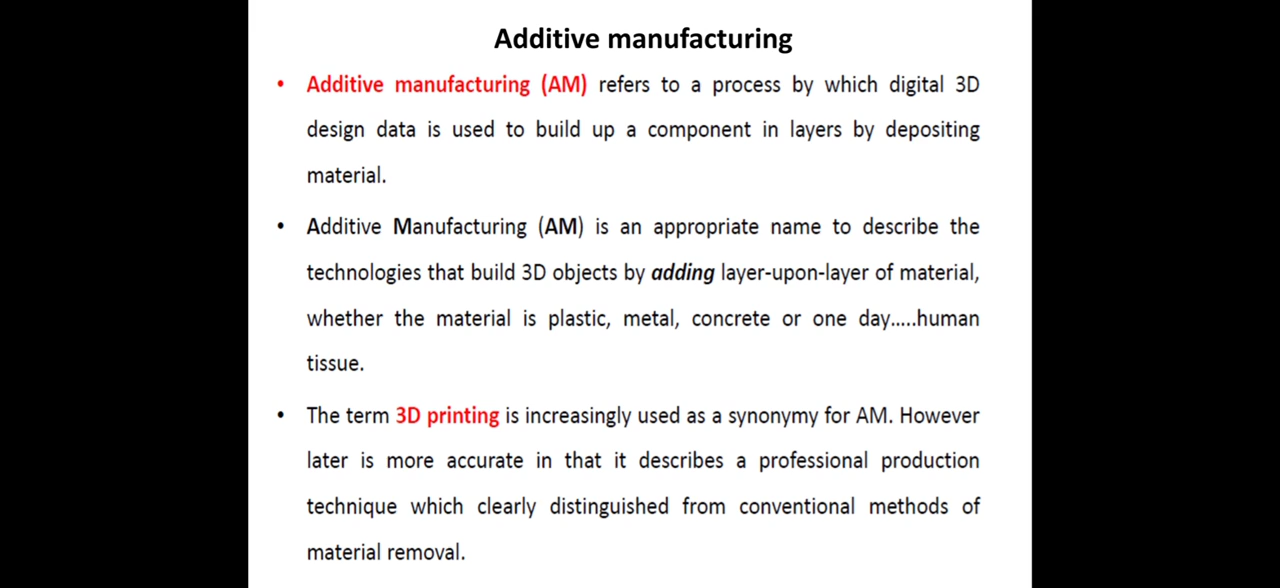 Additive manufacturing
• Additive manufacturing (AM) refers to a process by which digital 3D
design data is used to build up a component in layers by depositing
material.
• Additive Manufacturing (AM) is an appropriate name to describe the
technologies that build 3D objects by adding layer-upon-layer of material,
whether the material is plastic, metal, concrete or one day.....human
tissue.
• The term 3D printing is increasingly used as a synonymy for AM. However
later is more accurate in that it describes a professional production
technique which clearly distinguished from conventional methods of
material removal.